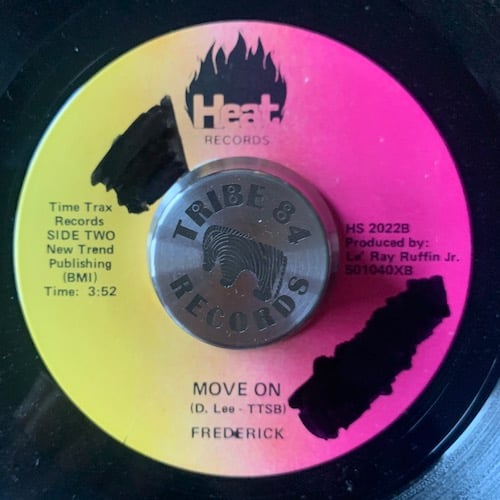 Heat
RECORDS
Time Trax
Records
SIDE TWO
New Trend
Publishing
(BMI)
Time: 3:52
TRIBE 84
RECORDS
HS 2022B
Produced by:
Le' Ray Ruffin Jr.
501040XB
MOVE ON
(D. Lee - TTSB)
FREDERICK